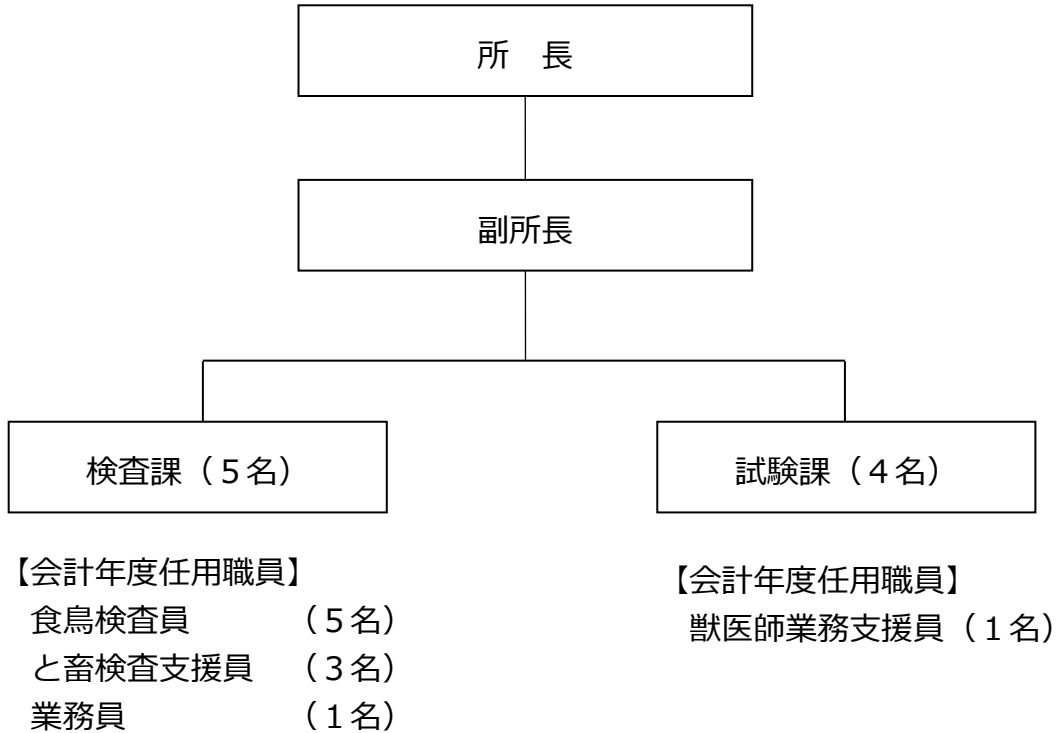 所　長
副所長
検査課（５名）
試験課（４名）
【会計年度任用職員】
食鳥検査員　　　　（５名）
と畜検査支援員　　（３名）
業務員　　　　　　（１名）
【会計年度任用職員】
獣医師業務支援員（１名）